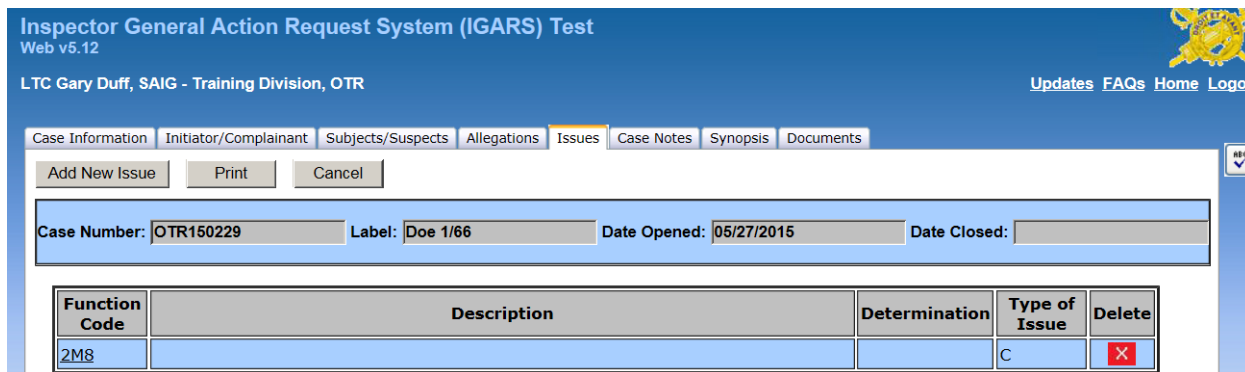 Inspector General Action Request System (IGARS) Test
Web v5.12
LTC Gary Duff, SAIG - Training Division, OTR
Updates FAQs Home Logo
Case Information Initiator/Complainant Subjects/Suspects Allegations Issues Case Notes Synopsis Documents
Add New Issue Print Cancel
Case Number: OTR150229 Label: Doe 1/66 Date Opened: 05/27/2015 Date Closed:
Function Code Description Determination Type of Issue Delete
2M8 C X